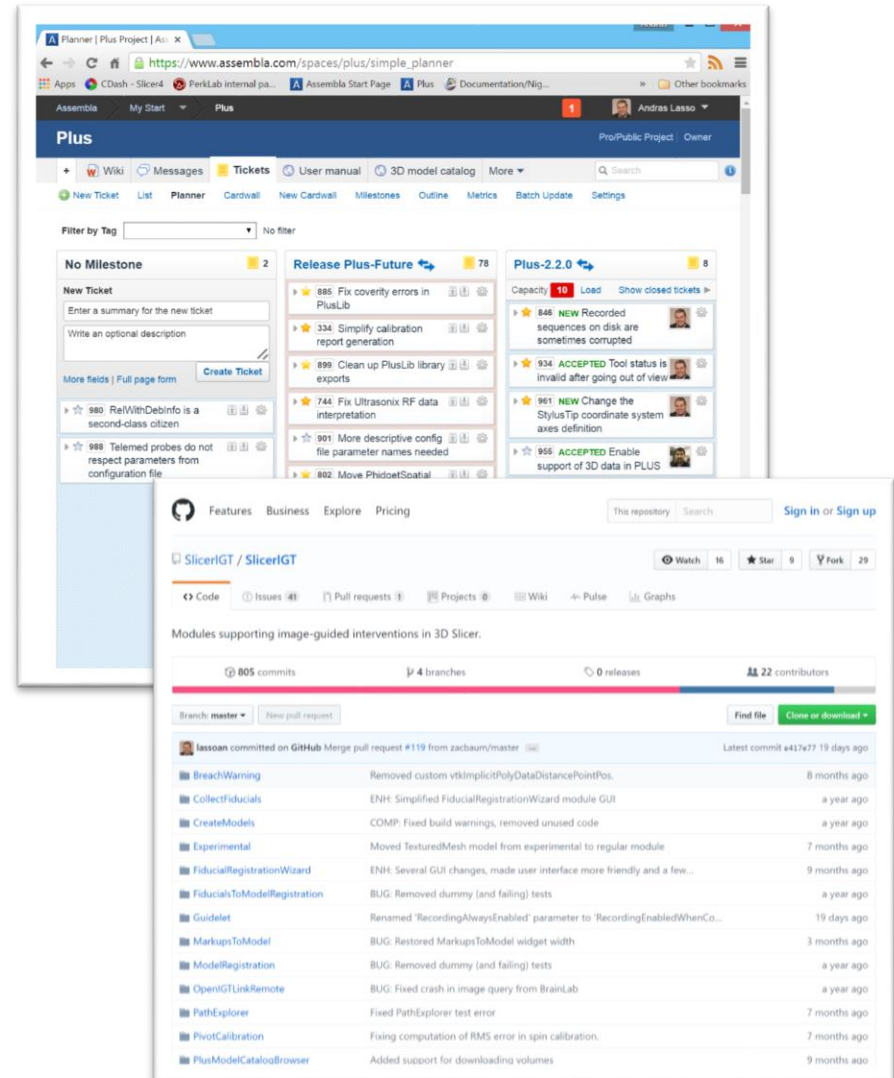 Planner | Plus Project | Ass
https://www.assembla.com/spaces/plus/simple_planner
Apps CDash - Slicer4 PerkLab internal pa... Assembla Start Page Plus Documentation/Nig... » Other bookmarks
Assembla My Start Plus 1 Andras Lasso
Plus Pro/Public Project Owner
+ Wiki Messages Tickets User manual 3D model catalog More Search
New Ticket List Planner Cardwall New Cardwall Milestones Outline Metrics Batch Update Settings
Filter by Tag No filter
No Milestone 2
New Ticket
Enter a summary for the new ticket
Write an optional description
More fields | Full page form Create Ticket
980 RelWithDebInfo is a
second-class citizen
988 Telemed probes do not
respect parameters from
configuration file
Release Plus-Future 78
885 Fix coverity errors in
PlusLib
334 Simplify calibration
report generation
899 Clean up PlusLib library
exports
744 Fix Ultrasonix RF data
interpretation
901 More descriptive config
file parameter names needed
802 Move PhidgetSpatial
Plus-2.2.0 8
Capacity 10 Load Show closed tickets
846 NEW Recorded
sequences on disk are
sometimes corrupted
934 ACCEPTED Tool status is
invalid after going out of view
961 NEW Change the
StylusTip coordinate system
axes definition
955 ACCEPTED Enable
support of 3D data in PLUS
Features Business Explore Pricing This repository Search Sign in or Sign up
SlicerIGT / SlicerIGT Watch 16 Star 9 Fork 29
Code Issues 41 Pull requests 1 Projects 0 Wiki Pulse Graphs
Modules supporting image-guided interventions in 3D Slicer.
805 commits 4 branches 0 releases 22 contributors
Branch: master New pull request Find file Clone or download
lassoan committed on GitHub Merge pull request #119 from zacbaum/master ... Latest commit e417e77 19 days ago
BreachWarning Removed custom vtkImplicitPolyDataDistancePointPos. 8 months ago
CollectFiducials ENH: Simplified FiducialRegistrationWizard module GUI a year ago
CreateModels COMP: Fixed build warnings, removed unused code a year ago
Experimental Moved TexturedMesh model from experimental to regular module 7 months ago
FiducialRegistrationWizard ENH: Several GUI changes, made user interface more friendly and a few... 9 months ago
FiducialsToModelRegistration BUG: Removed dummy (and failing) tests a year ago
Guidelet Renamed 'RecordingAlwaysEnabled' parameter to 'RecordingEnabledWhenCo... 19 days ago
MarkupsToModel BUG: Restored MarkupsToModel widget width 3 months ago
ModelRegistration BUG: Removed dummy (and failing) tests a year ago
OpenIGTLinkRemote BUG: Fixed crash in image query from BrainLab a year ago
PathExplorer Fixed PathExplorer test error 7 months ago
PivotCalibration Fixing computation of RMS error in spin calibration. 7 months ago
PlusModelCatalogBrowser Added support for downloading volumes 9 months ago